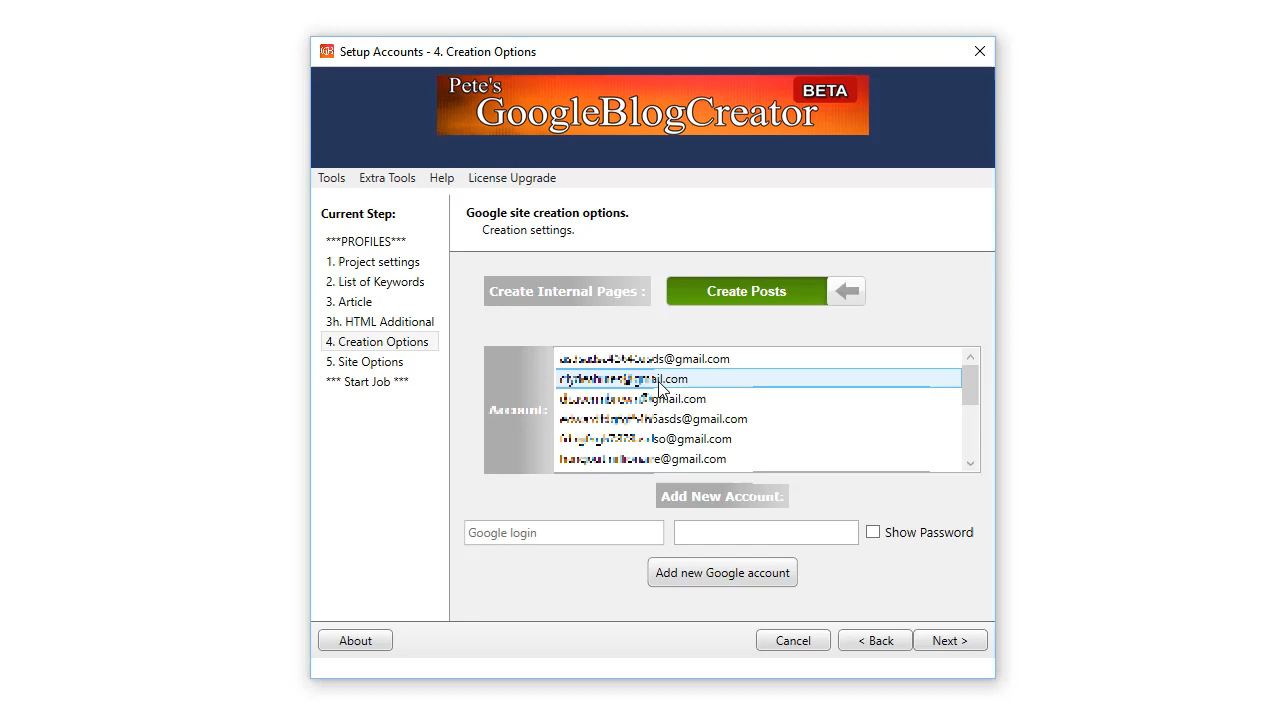 Setup Accounts - 4. Creation Options
Pete's
BETA
GoogleBlogCreator
Tools Extra Tools Help License Upgrade
Current Step:
***PROFILES***
1. Project settings
2. List of Keywords
3. Article
3h. HTML Additional
4. Creation Options
5. Site Options
*** Start Job ***
Google site creation options.
Creation settings.
Create Internal Pages :
Create Posts
Account:
Add New Account:
Google login
Show Password
Add new Google account
About
Cancel
< Back
Next >